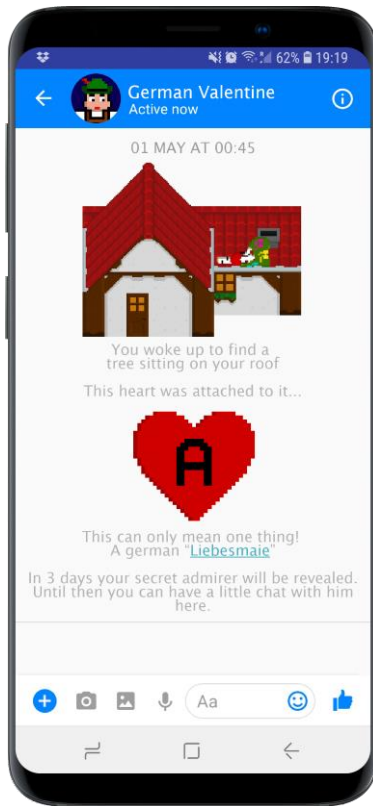 62% 19:19
German Valentine
Active now
01 MAY AT 00:45
You woke up to find a
tree sitting on your roof
This heart was attached to it...
A
This can only mean one thing!
A german "Liebesmaie"
In 3 days your secret admirer will be revealed.
Until then you can have a little chat with him
here.
Aa